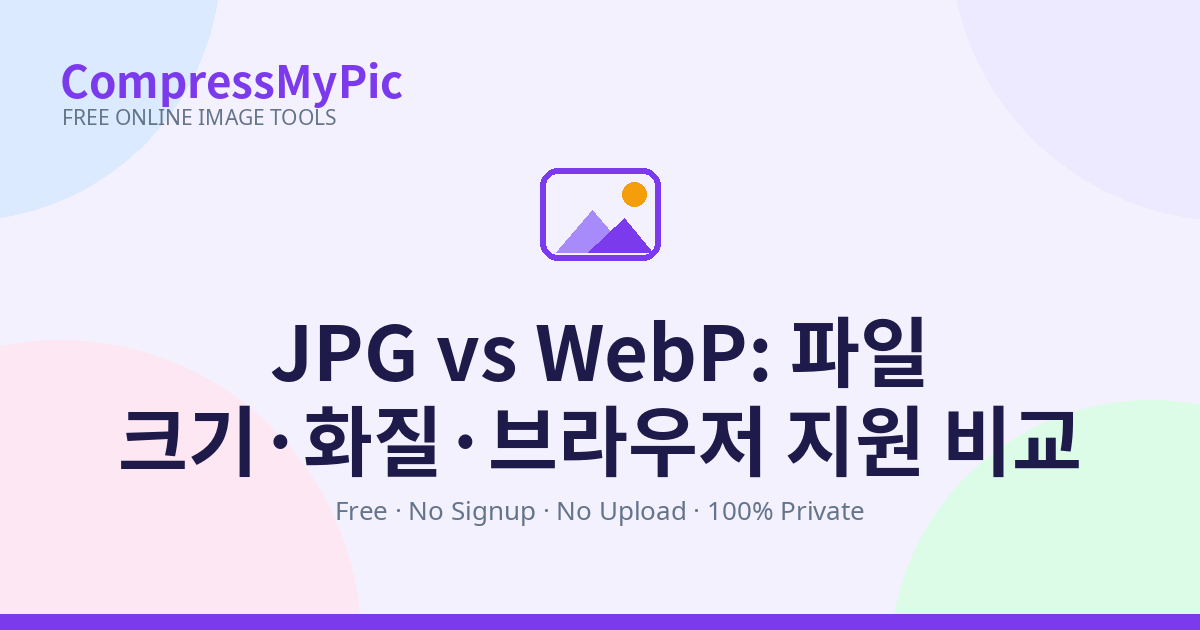 CompressMyPic
FREE ONLINE IMAGE TOOLS
JPG vs WebP: 파일
크기·화질·브라우저 지원 비교
Free · No Signup · No Upload · 100% Private